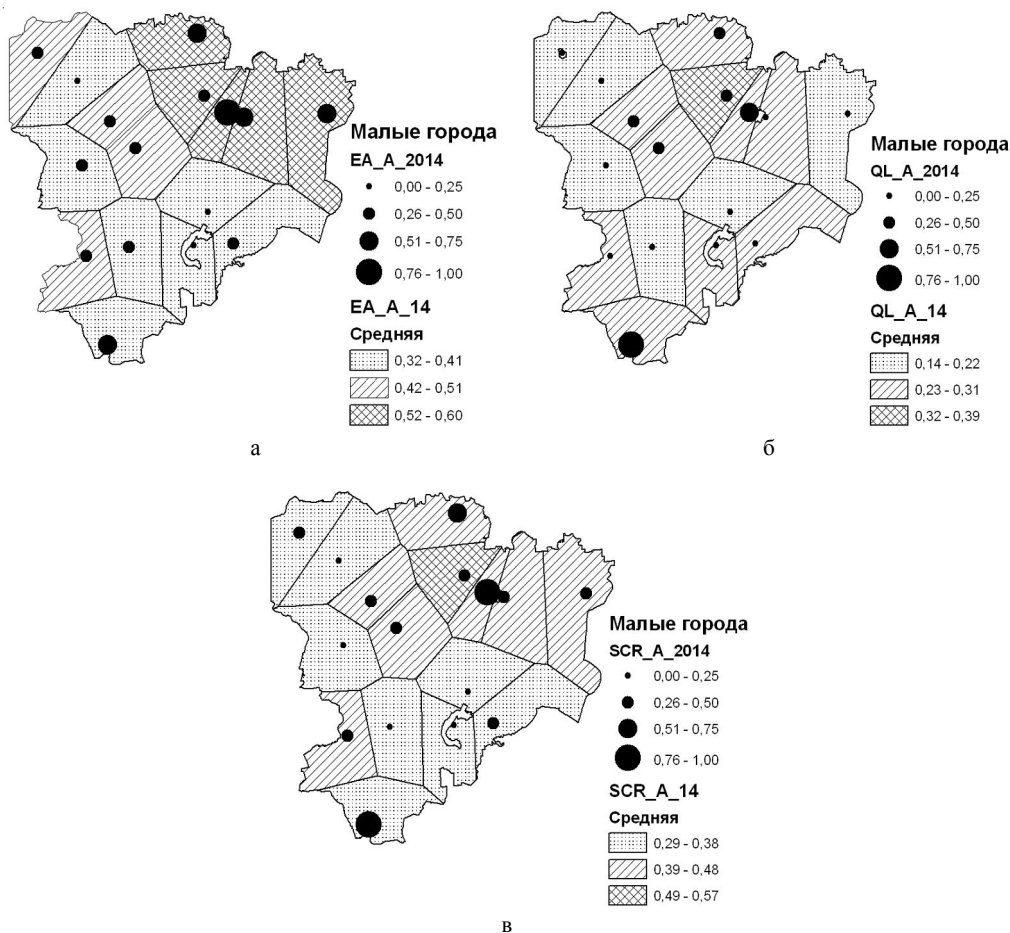 Малые города
EA_A_2014
0,00 - 0,25
0,26 - 0,50
0,51 - 0,75
0,76 - 1,00
EA_A_14
Средняя
0,32 - 0,41
0,42 - 0,51
0,52 - 0,60
а
Малые города
QL_A_2014
0,00 - 0,25
0,26 - 0,50
0,51 - 0,75
0,76 - 1,00
QL_A_14
Средняя
0,14 - 0,22
0,23 - 0,31
0,32 - 0,39
б
Малые города
SCR_A_2014
0,00 - 0,25
0,26 - 0,50
0,51 - 0,75
0,76 - 1,00
SCR_A_14
Средняя
0,29 - 0,38
0,39 - 0,48
0,49 - 0,57
в